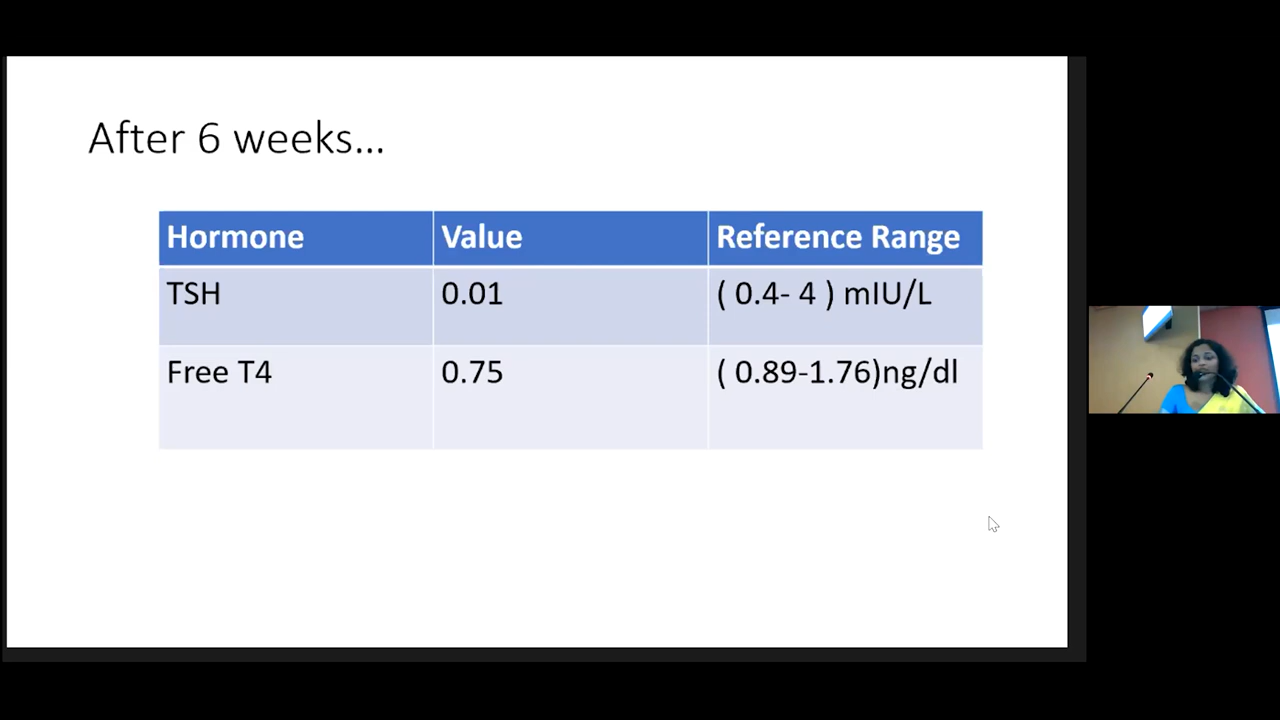 After 6 weeks...
Hormone Value Reference Range
TSH 0.01 ( 0.4- 4 ) mIU/L
Free T4 0.75 ( 0.89-1.76)ng/dl